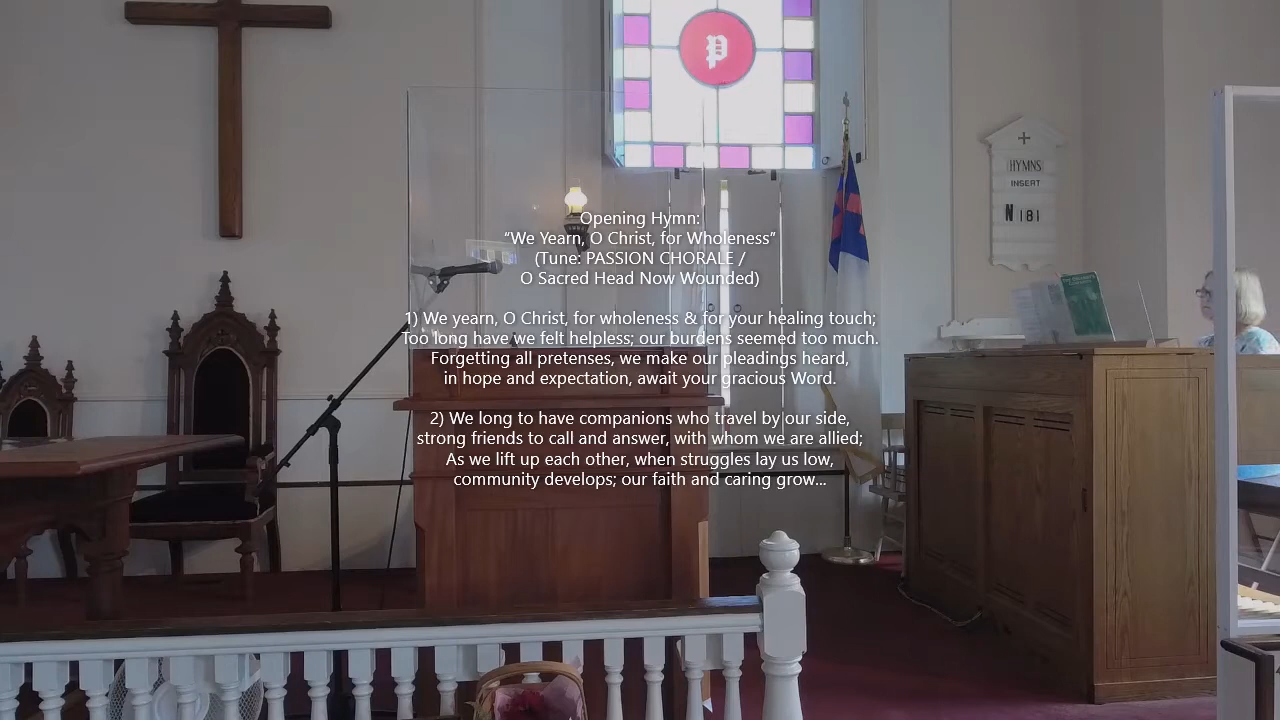 P
HYMNS
INSERT
N 181
Opening Hymn:
“We Yearn, O Christ, for Wholeness”
(Tune: PASSION CHORALE /
O Sacred Head Now Wounded)
1) We yearn, O Christ, for wholeness & for your healing touch;
Too long have we felt helpless; our burdens seemed too much.
Forgetting all pretenses, we make our pleadings heard,
in hope and expectation, await your gracious Word.
2) We long to have companions who travel by our side,
strong friends to call and answer, with whom we are allied;
As we lift up each other, when struggles lay us low,
community develops; our faith and caring grow...